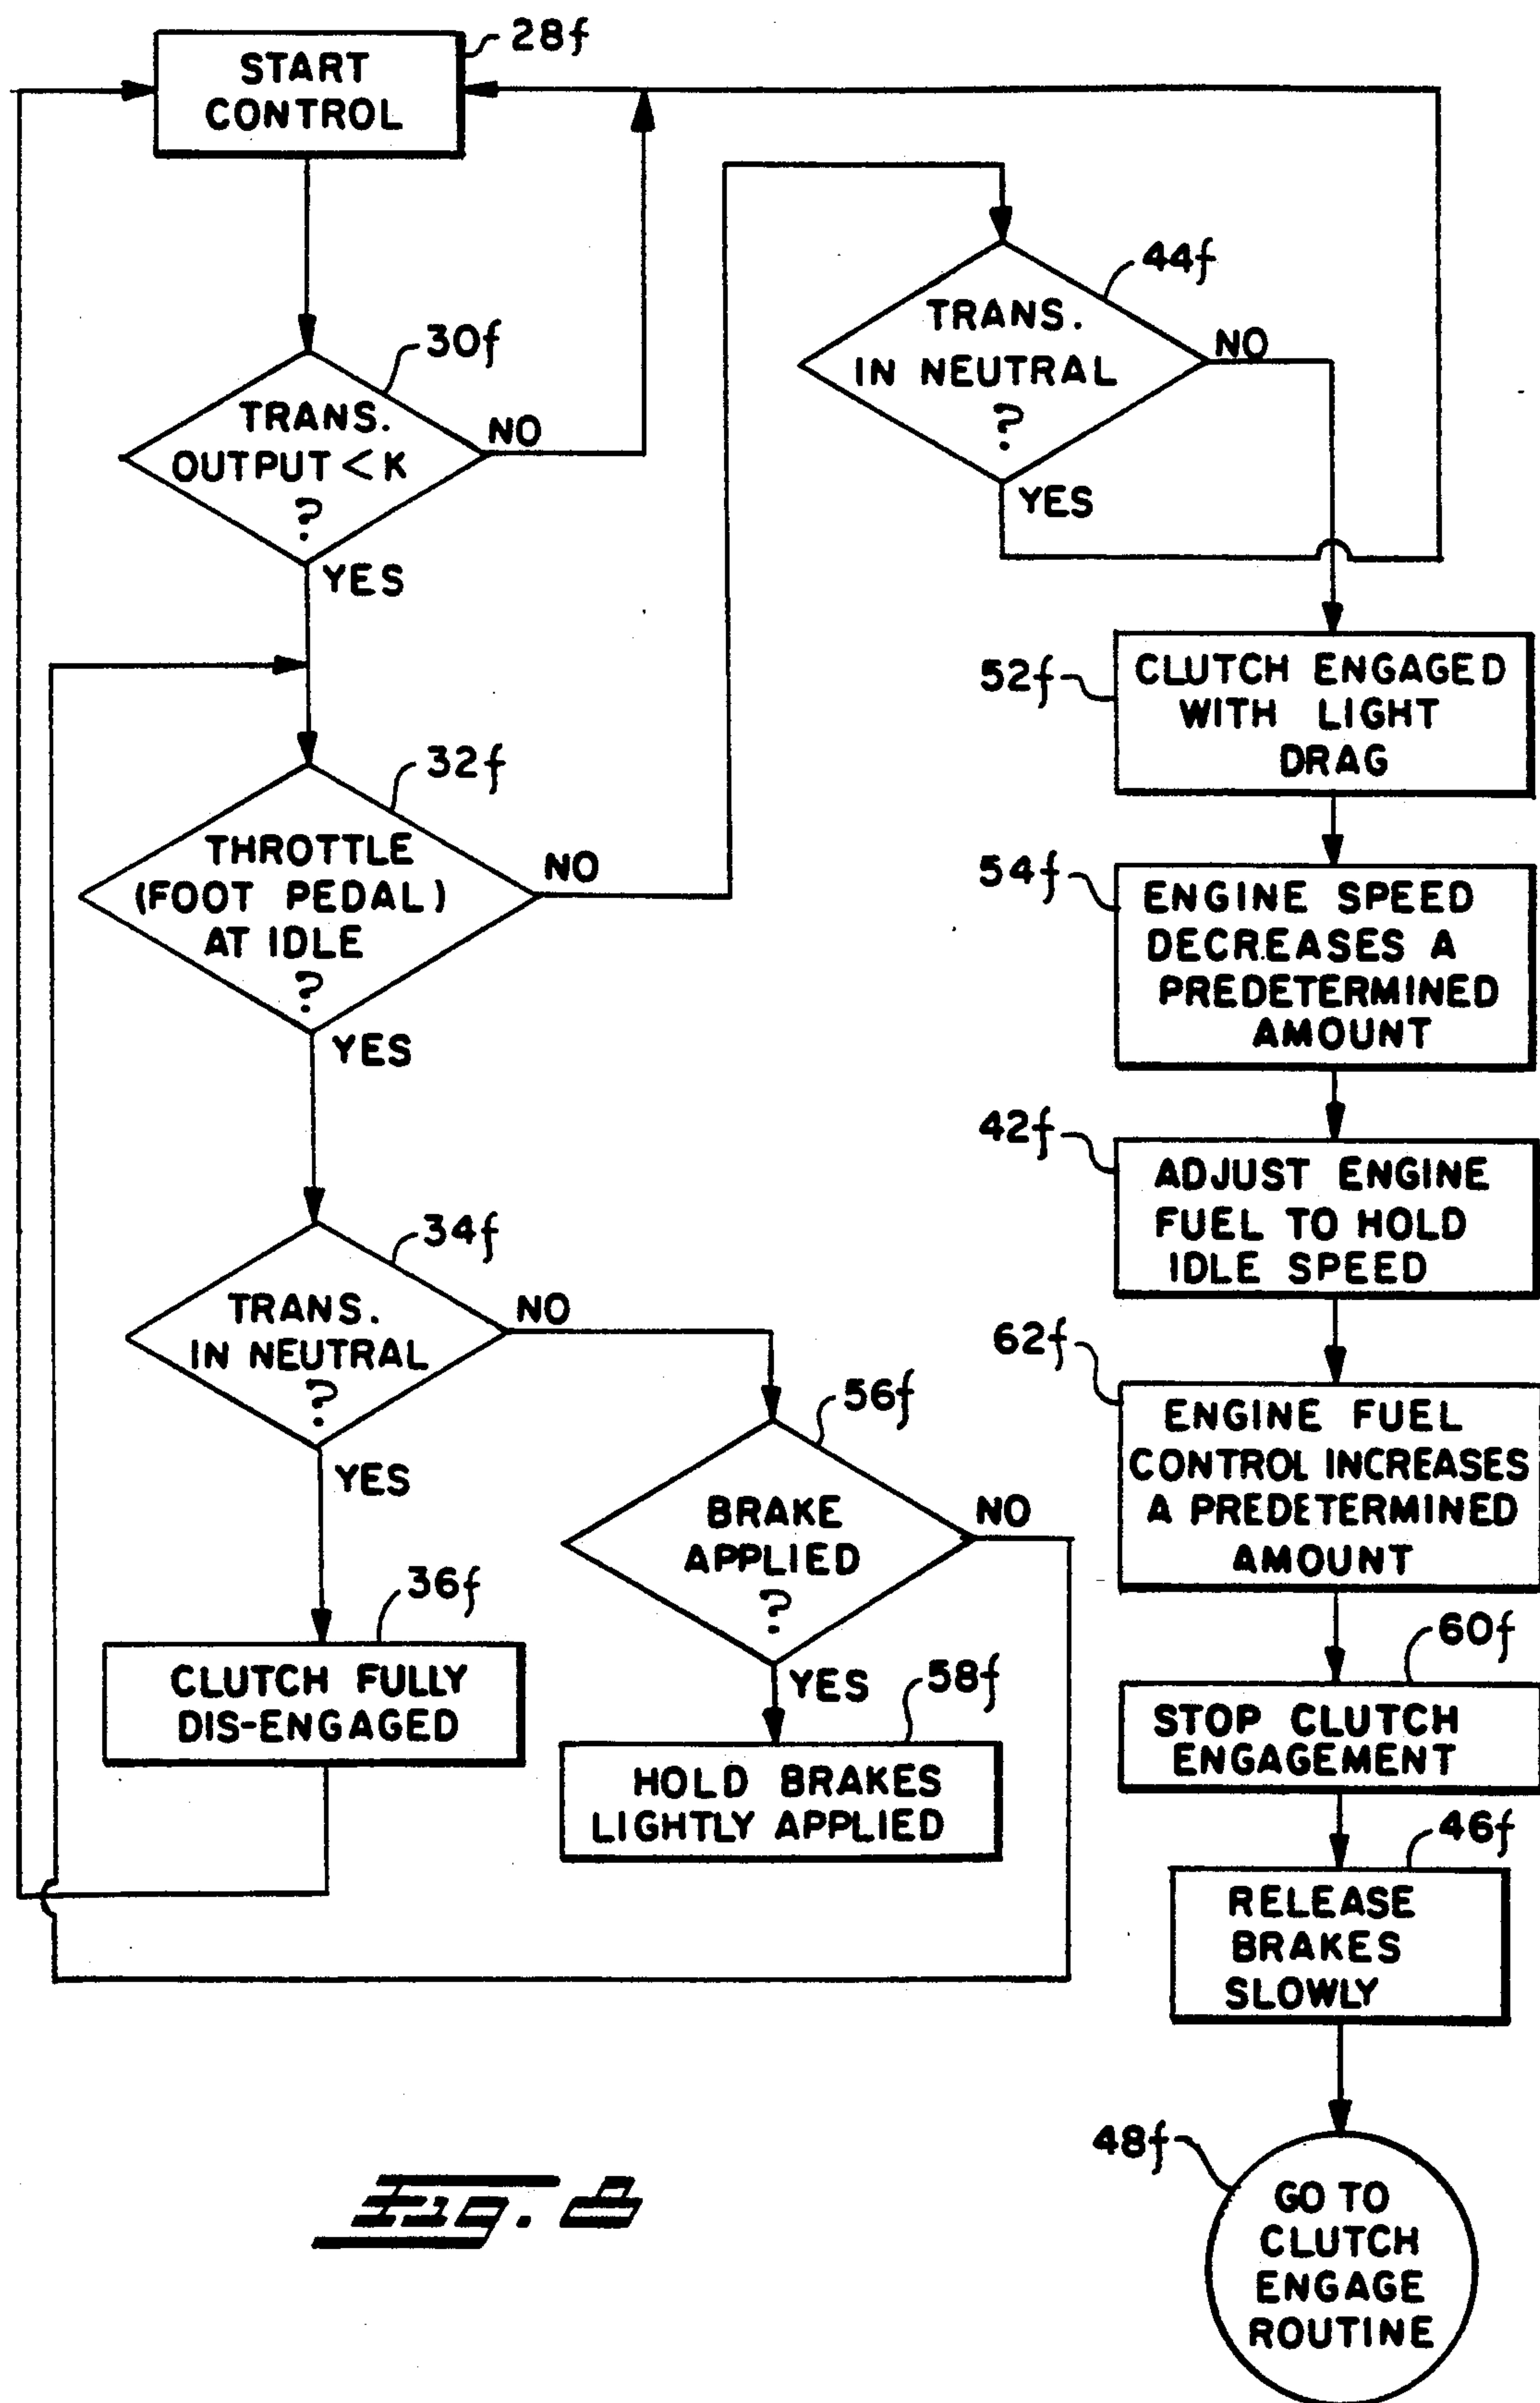 28f
START
CONTROL
30f
TRANS.
OUTPUT < K
?
NO
YES
32f
THROTTLE
(FOOT PEDAL)
AT IDLE
?
NO
YES
34f
TRANS.
IN NEUTRAL
?
NO
YES
36f
CLUTCH FULLY
DIS-ENGAGED
56f
BRAKE
APPLIED
?
NO
YES
58f
HOLD BRAKES
LIGHTLY APPLIED
44f
TRANS.
IN NEUTRAL
?
NO
YES
52f
CLUTCH ENGAGED
WITH LIGHT
DRAG
54f
ENGINE SPEED
DECREASES A
PREDETERMINED
AMOUNT
42f
ADJUST ENGINE
FUEL TO HOLD
IDLE SPEED
62f
ENGINE FUEL
CONTROL INCREASES
A PREDETERMINED
AMOUNT
60f
STOP CLUTCH
ENGAGEMENT
46f
RELEASE
BRAKES
SLOWLY
48f
GO TO
CLUTCH
ENGAGE
ROUTINE
Fig. 8